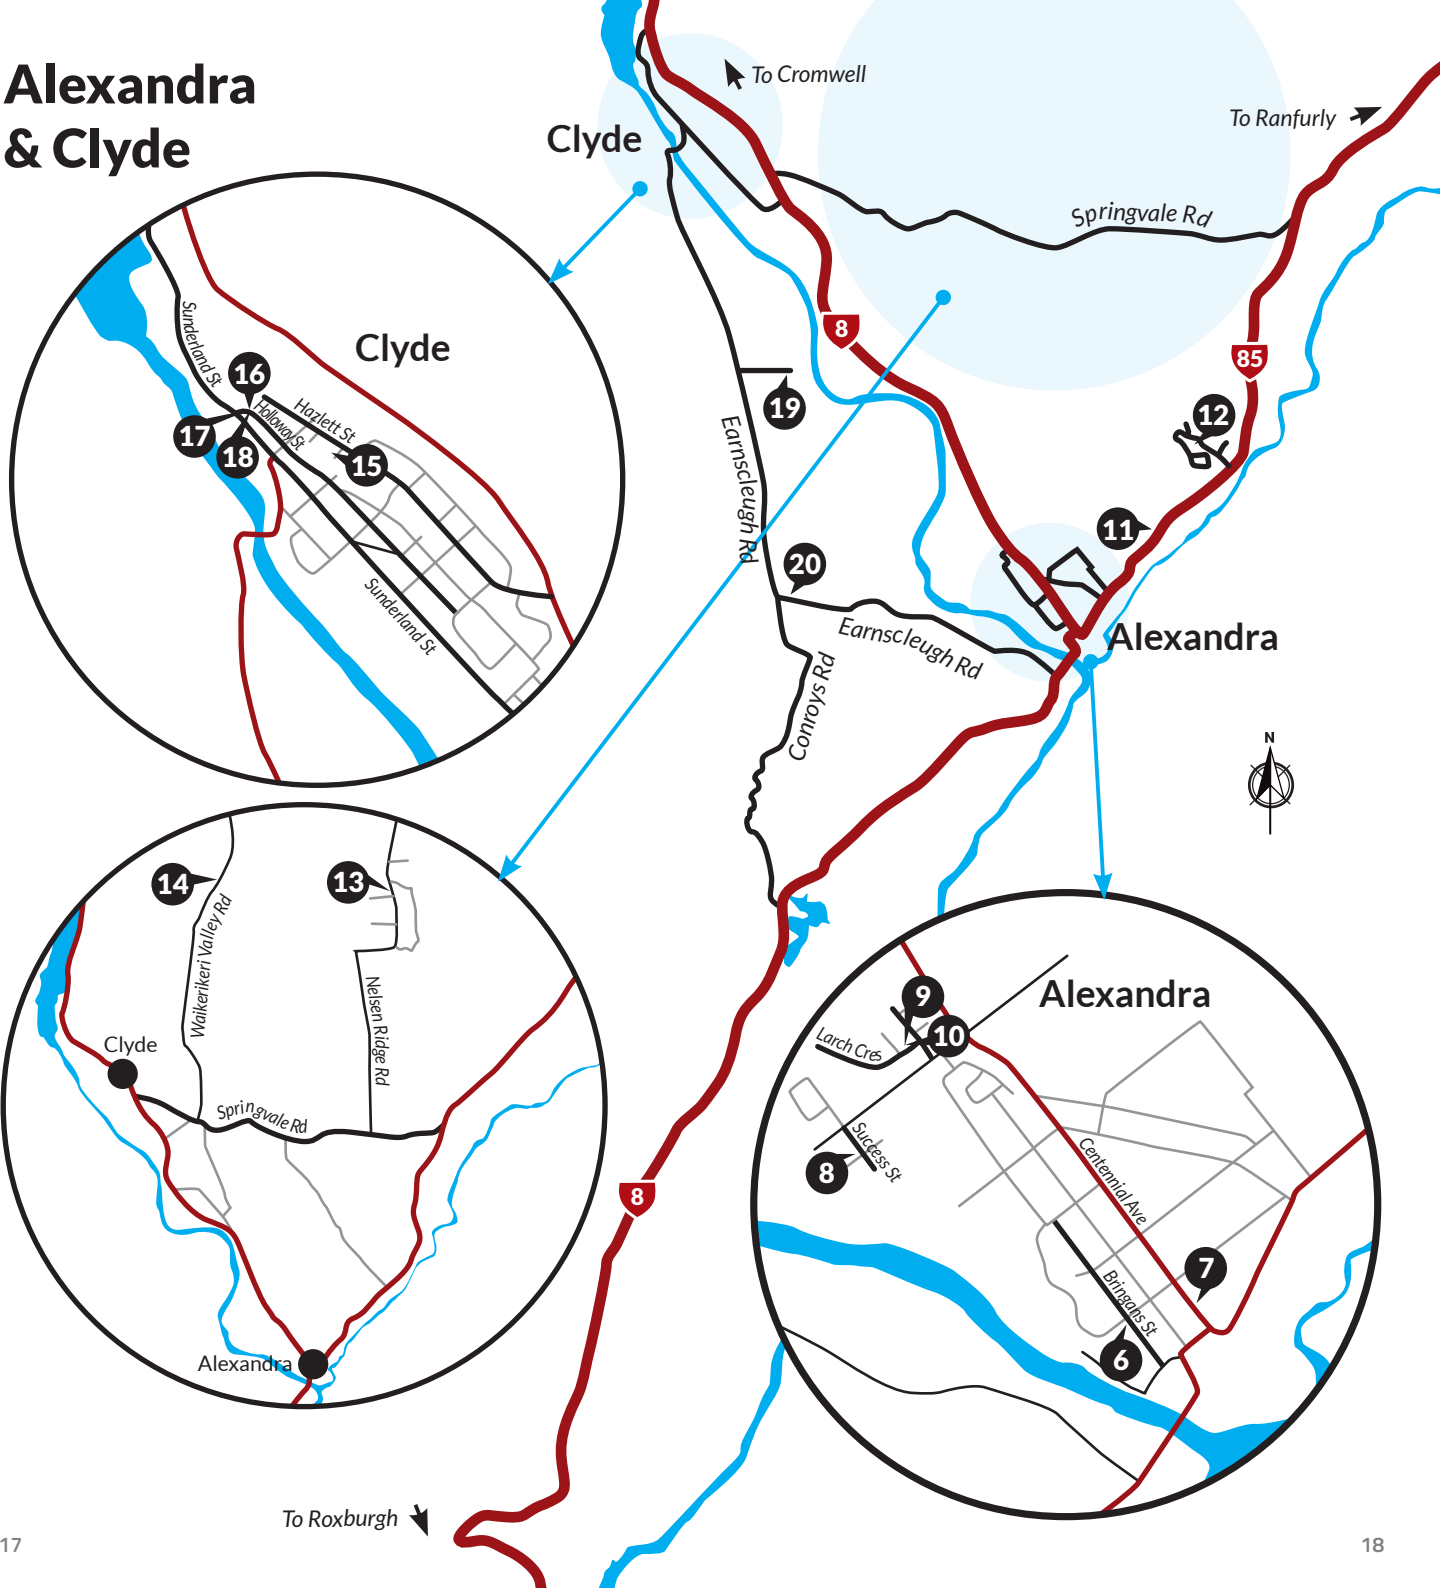 Alexandra
& Clyde
To Cromwell
To Ranfurly
Clyde
Springvale Rd
8
85
12
11
19
20
Earnscleugh Rd
Earnscleugh Rd
Conroys Rd
Alexandra
N
Clyde
Sunderland St
16
17
18
Holloway St
Hazlett St
15
Sunderland St
14
13
Waikerikeri Valley Rd
Nelsen Ridge Rd
Clyde
Springvale Rd
Alexandra
8
Alexandra
9
10
Larch Cres
Success St
8
Centennial Ave
7
Bringans St
6
To Roxburgh
17
18